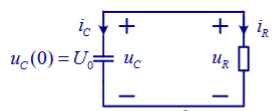 i_C + + i_R
u_C(0) = U_0 u_C u_R
− −